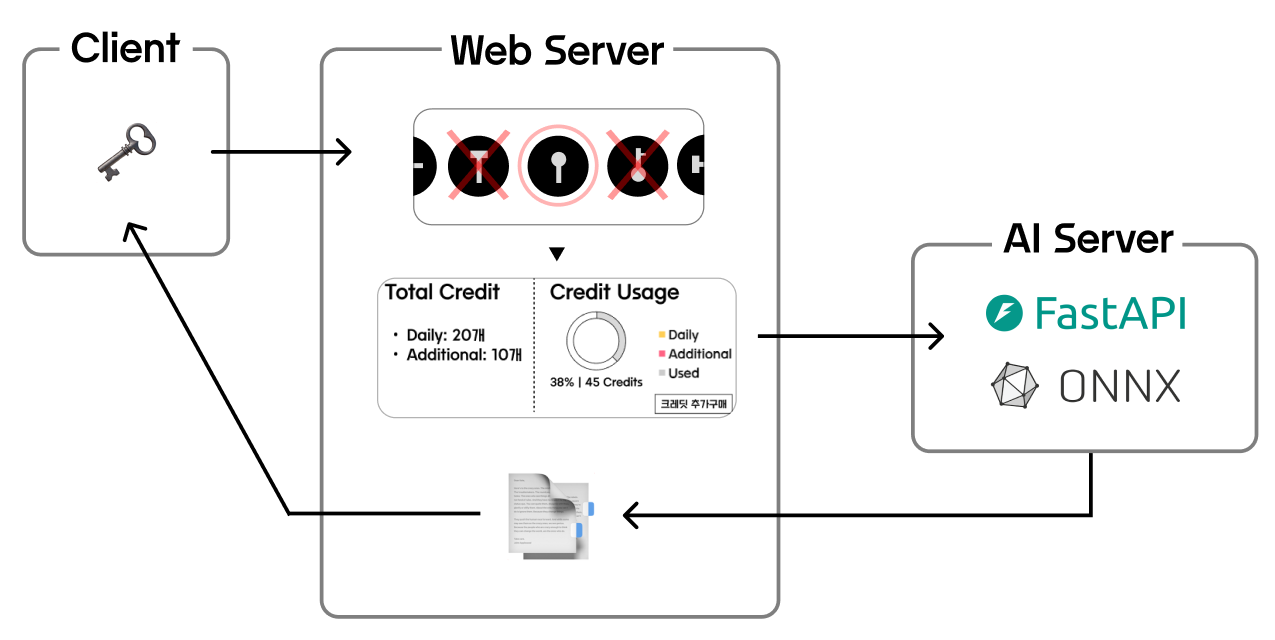 Client
Web Server
Total Credit
• Daily: 20개
• Additional: 10개
Credit Usage
Daily
Additional
Used
38% | 45 Credits
크레딧 추가구매
AI Server
FastAPI
ONNX